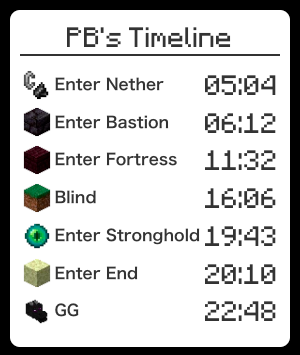 PB's Timeline
Enter Nether 05:04
Enter Bastion 06:12
Enter Fortress 11:32
Blind 16:06
Enter Stronghold 19:43
Enter End 20:10
GG 22:48